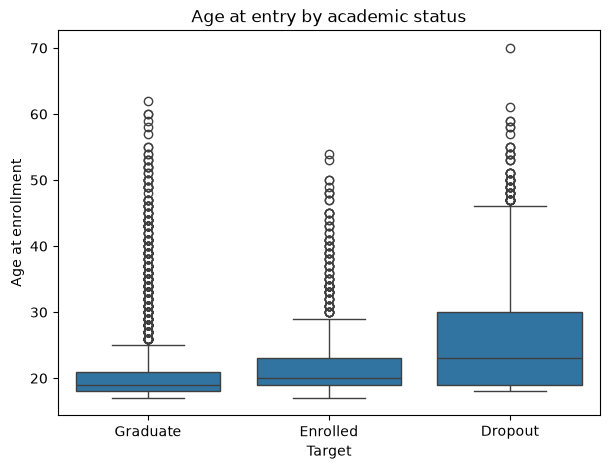 Age at entry by academic status
Age at enrollment
70
60
50
40
30
20
Graduate
Enrolled
Dropout
Target